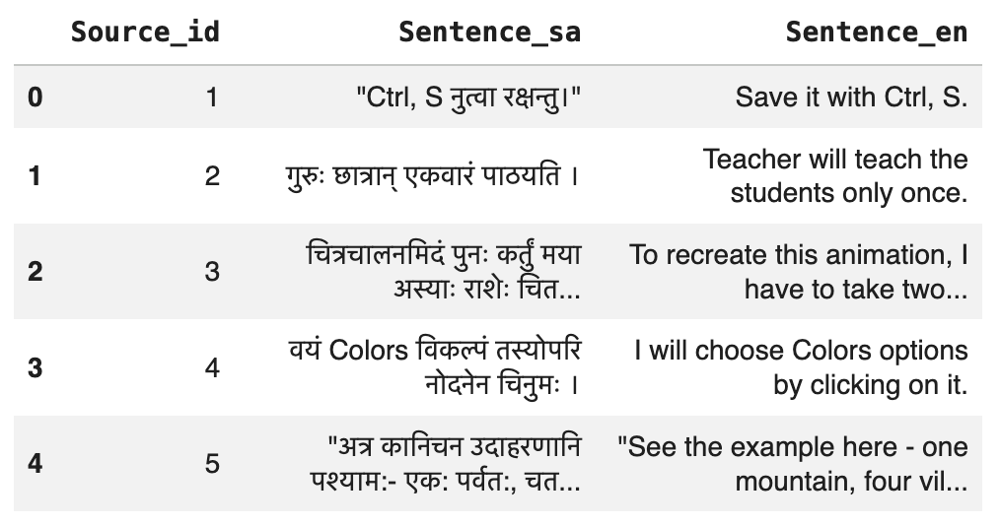 Source_id Sentence_sa Sentence_en
0 1 "Ctrl, S नुत्वा रक्षन्तु।" Save it with Ctrl, S.
1 2 गुरुः छात्रान् एकवारं पाठयति । Teacher will teach the
students only once.
2 3 चित्रचालनमिदं पुनः कर्तुं मया To recreate this animation, I
अस्याः राशेः चित... have to take two...
3 4 वयं Colors विकल्पं तस्योपरि I will choose Colors options
नोदनेन चिनुमः । by clicking on it.
4 5 "अत्र कानिचन उदाहरणानि "See the example here - one
पश्याम:- एक: पर्वत:, चत... mountain, four vil...